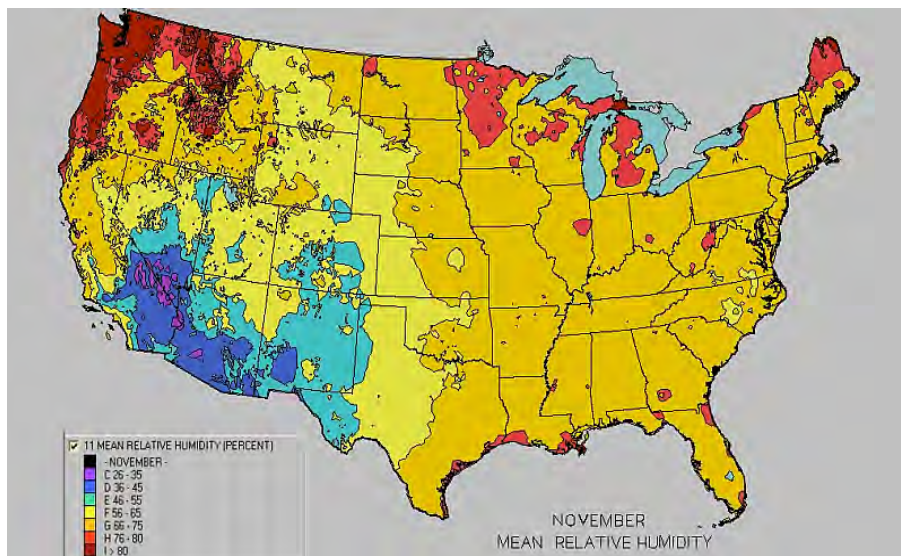 11 MEAN RELATIVE HUMIDITY (PERCENT)
- NOVEMBER -
C 26 - 35
D 36 - 45
E 46 - 55
F 56 - 65
G 66 - 75
H 76 - 80
I > 80
NOVEMBER
MEAN RELATIVE HUMIDITY